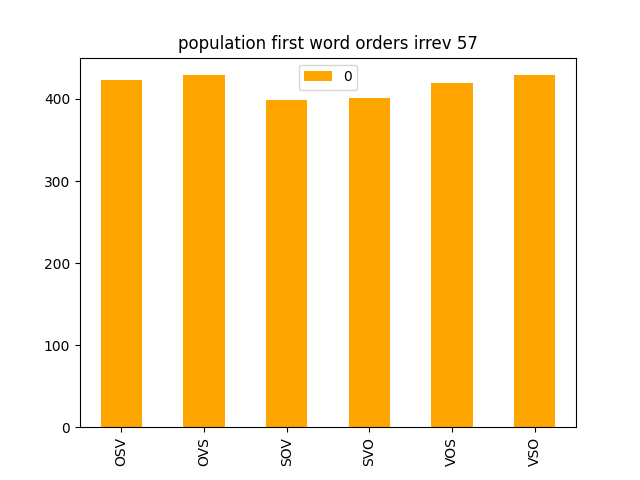 population first word orders irrev 57
0
400
300
200
100
0
OSV
OVS
SOV
SVO
VOS
VSO